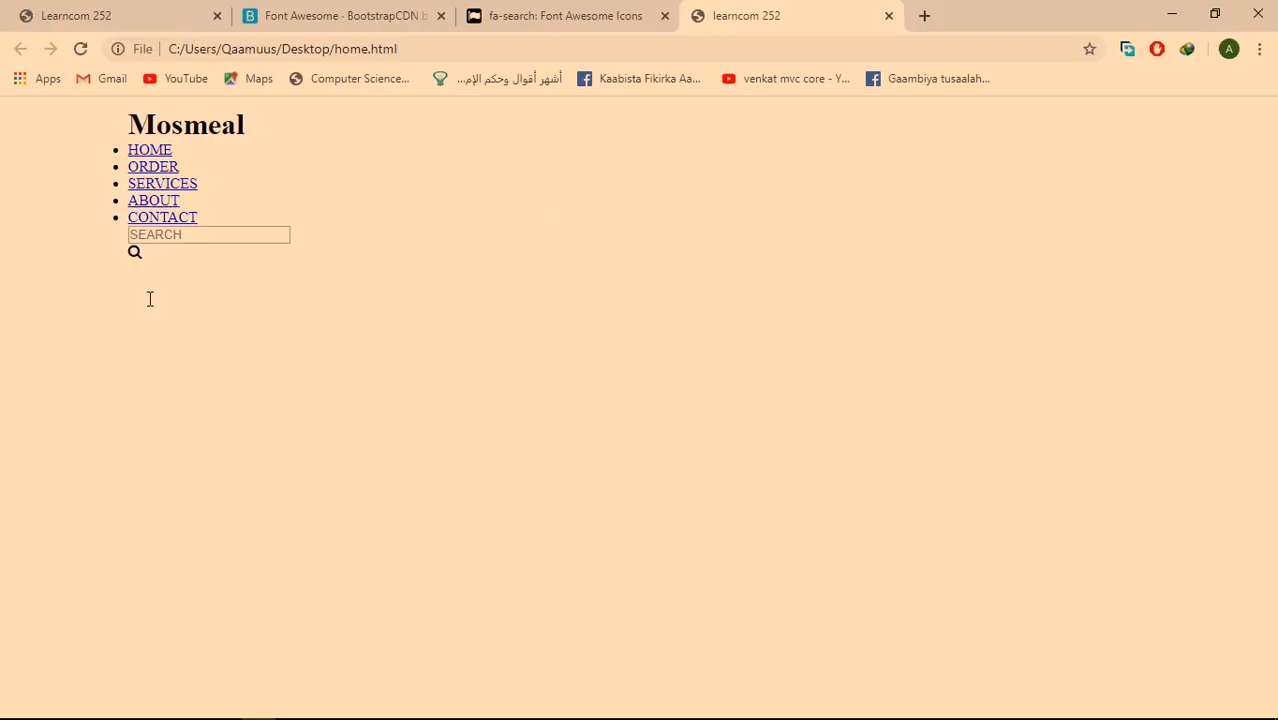 Learncom 252
Font Awesome · BootstrapCDN b
fa-search: Font Awesome Icons
learncom 252
File C:/Users/Qaamuus/Desktop/home.html
A
Apps Gmail YouTube Maps Computer Science... أشهر أقوال وحكم الإم... Kaabista Fikirka Aa... venkat mvc core - Y... Gaambiya tusaalah...
Mosmeal
HOME
ORDER
SERVICES
ABOUT
CONTACT
SEARCH